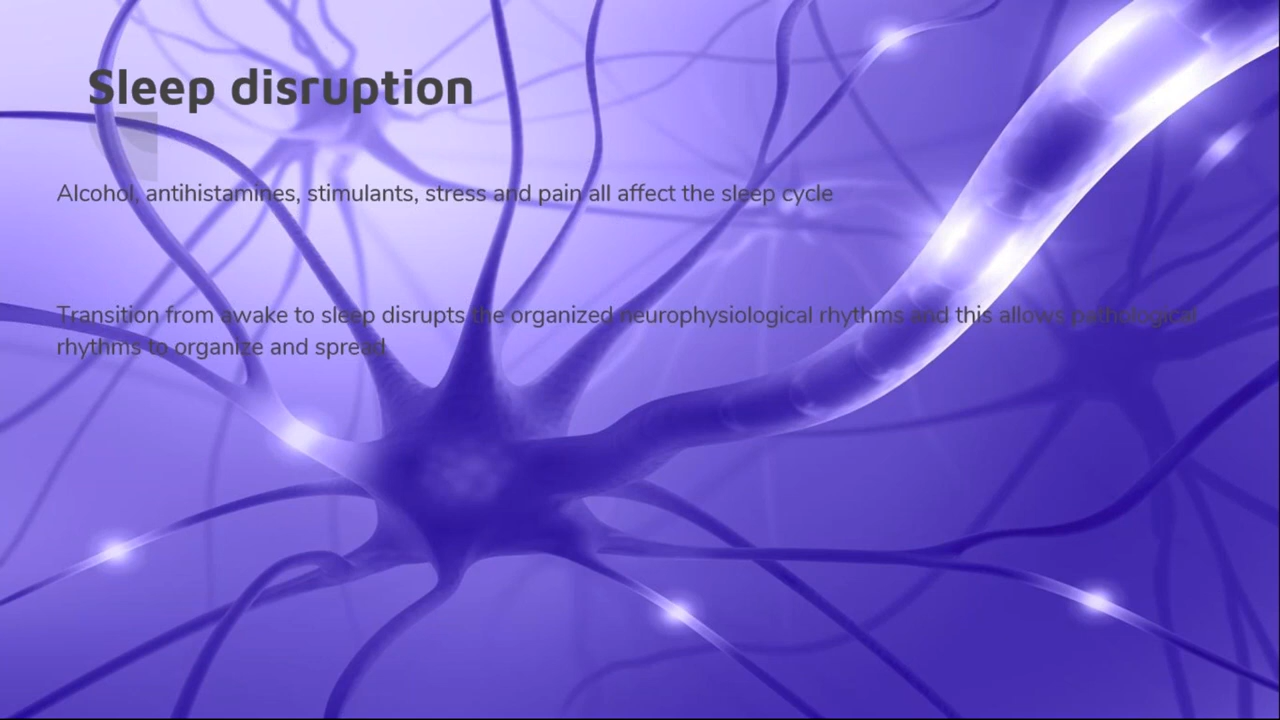 Sleep disruption
Alcohol, antihistamines, stimulants, stress and pain all affect the sleep cycle
Transition from awake to sleep disrupts the organized neurophysiological rhythms and this allows pathological
rhythms to organize and spread